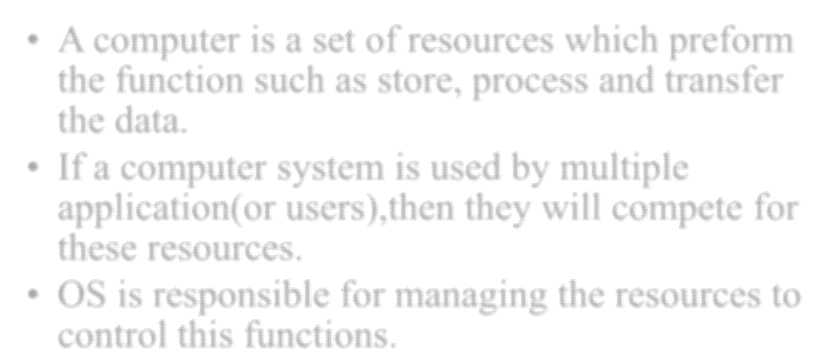 • A computer is a set of resources which preform
the function such as store, process and transfer
the data.
• If a computer system is used by multiple
application(or users),then they will compete for
these resources.
• OS is responsible for managing the resources to
control this functions.